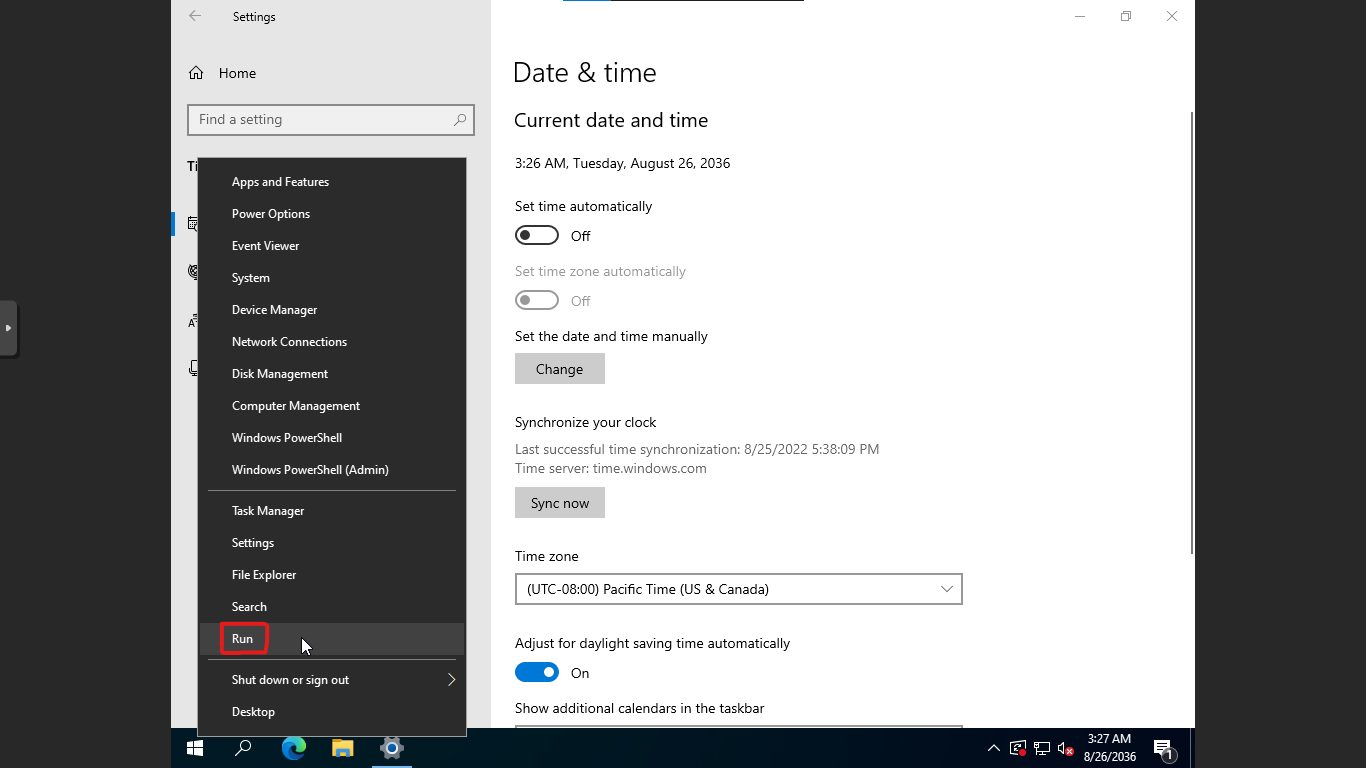 Settings
Home
Find a setting
Ti
Apps and Features
Power Options
Event Viewer
System
Device Manager
Network Connections
Disk Management
Computer Management
Windows PowerShell
Windows PowerShell (Admin)
Task Manager
Settings
File Explorer
Search
Run
Shut down or sign out
Desktop
Date & time
Current date and time
3:26 AM, Tuesday, August 26, 2036
Set time automatically
Off
Set time zone automatically
Off
Set the date and time manually
Change
Synchronize your clock
Last successful time synchronization: 8/25/2022 5:38:09 PM
Time server: time.windows.com
Sync now
Time zone
(UTC-08:00) Pacific Time (US & Canada)
Adjust for daylight saving time automatically
On
Show additional calendars in the taskbar
3:27 AM
8/26/2036
1